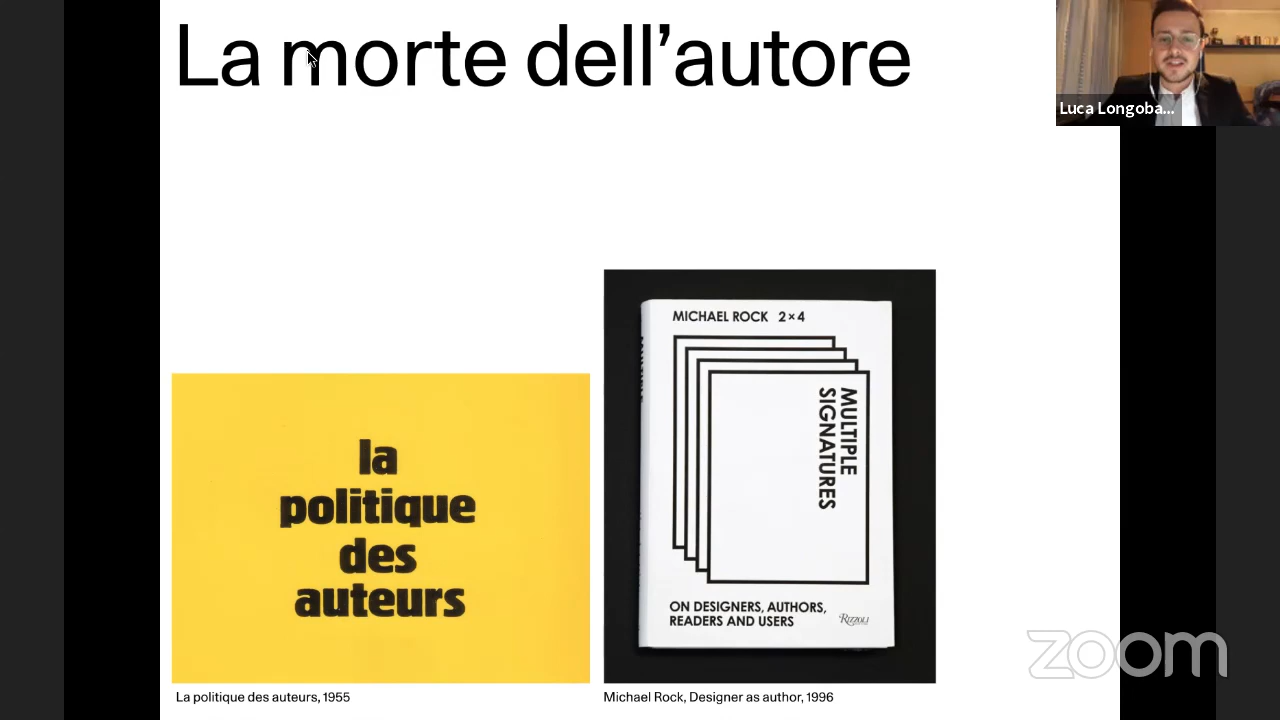 La morte dell’autore
Luca Longoba...
MICHAEL ROCK 2×4
MULTIPLE
SIGNATURES
la
politique
des
auteurs
ON DESIGNERS, AUTHORS,
READERS AND USERS
RIZZOLI
La politique des auteurs, 1955
Michael Rock, Designer as author, 1996
zoom